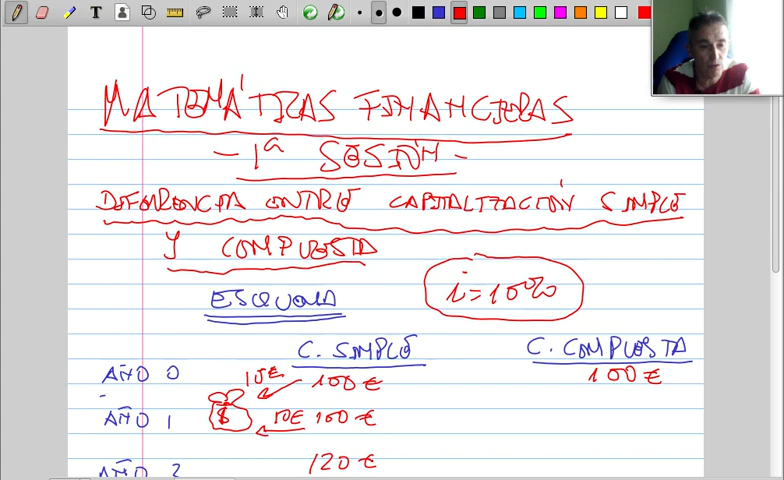 MATEMÁTICAS FINANCIERAS
- 1ª SESIÓN -
DIFERENCIA ENTRE CAPITALIZACIÓN SIMPLE
Y COMPUESTA
ESQUEMA
i=10%
C. SIMPLE C. COMPUESTA
AÑO 0 10€ 100€ 100€
$
AÑO 1 10€ 100€
AÑO 2 120€